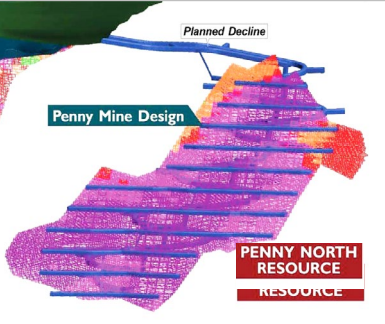 Planned Decline
Penny Mine Design
PENNY NORTH
RESOURCE
RESOURCE